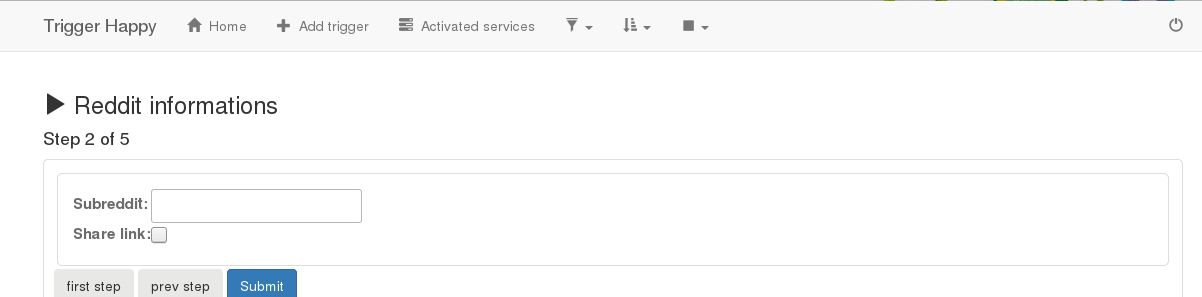 Trigger Happy Home Add trigger Activated services
Reddit informations
Step 2 of 5
Subreddit:
Share link:
first step prev step Submit